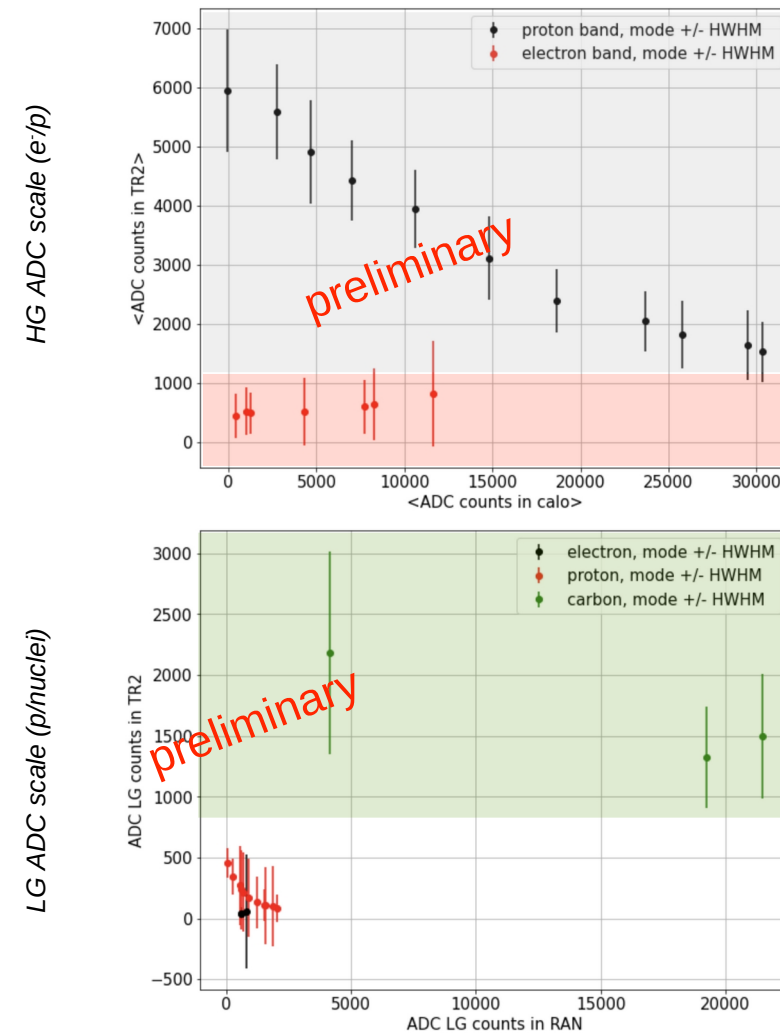 HG ADC scale (e-/p)
<ADC counts in TR2>
7000
6000
5000
4000
3000
2000
1000
0
proton band, mode +/- HWHM
electron band, mode +/- HWHM
preliminary
0 5000 10000 15000 20000 25000 30000
<ADC counts in calo>
LG ADC scale (p/nuclei)
ADC LG counts in TR2
3000
2500
2000
1500
1000
500
0
−500
electron, mode +/- HWHM
proton, mode +/- HWHM
carbon, mode +/- HWHM
preliminary
0 5000 10000 15000 20000
ADC LG counts in RAN